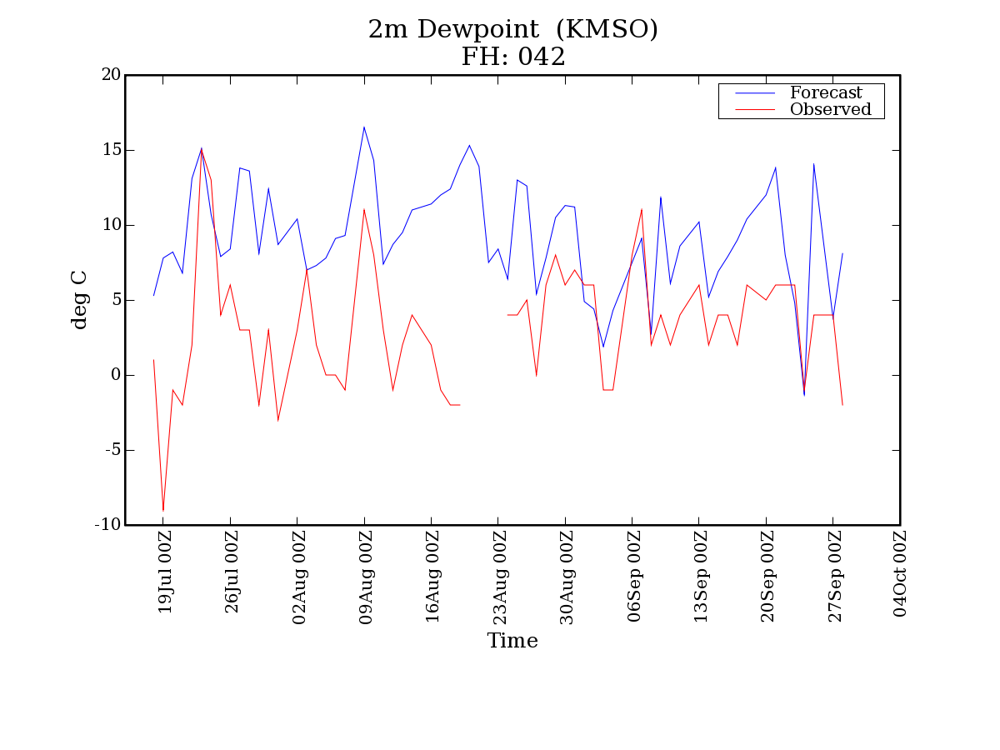 2m Dewpoint  (KMSO)
FH: 042
Forecast
Observed
deg C
20
15
10
5
0
-5
-10
19Jul 00Z
26Jul 00Z
02Aug 00Z
09Aug 00Z
16Aug 00Z
23Aug 00Z
30Aug 00Z
06Sep 00Z
13Sep 00Z
20Sep 00Z
27Sep 00Z
04Oct 00Z
Time